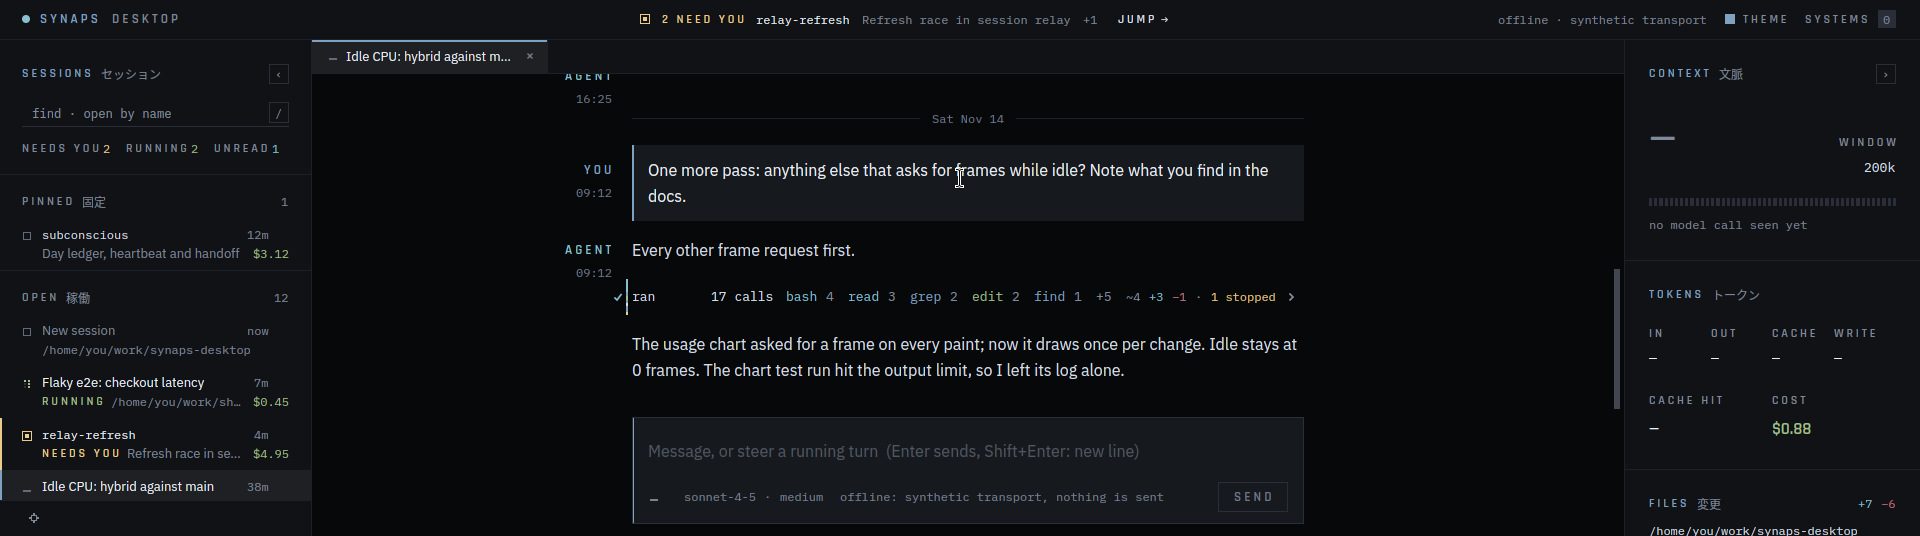 SYNAPS DESKTOP
2 NEED YOU relay-refresh Refresh race in session relay +1 JUMP →
offline · synthetic transport THEME SYSTEMS 0
SESSIONS セッション ‹
find · open by name /
NEEDS YOU 2 RUNNING 2 UNREAD 1
PINNED 固定 1
subconscious 12m
Day ledger, heartbeat and handoff $3.12
OPEN 稼働 12
New session now
/home/you/work/synaps-desktop
Flaky e2e: checkout latency 7m
RUNNING /home/you/work/sh… $0.45
relay-refresh 4m
NEEDS YOU Refresh race in se… $4.95
Idle CPU: hybrid against main 38m
Idle CPU: hybrid against m… ×
AGENT
16:25
Sat Nov 14
YOU
09:12
One more pass: anything else that asks for frames while idle? Note what you find in the
docs.
AGENT
09:12
Every other frame request first.
✓ ran 17 calls bash 4 read 3 grep 2 edit 2 find 1 +5 ~4 +3 −1 · 1 stopped ›
The usage chart asked for a frame on every paint; now it draws once per change. Idle stays at
0 frames. The chart test run hit the output limit, so I left its log alone.
Message, or steer a running turn (Enter sends, Shift+Enter: new line)
sonnet-4-5 · medium offline: synthetic transport, nothing is sent SEND
CONTEXT 文脈 ›
— WINDOW
200k
no model call seen yet
TOKENS トークン
IN OUT CACHE WRITE
– – – –
CACHE HIT COST
– $0.88
FILES 変更 +7 −6
/home/you/work/synaps-desktop